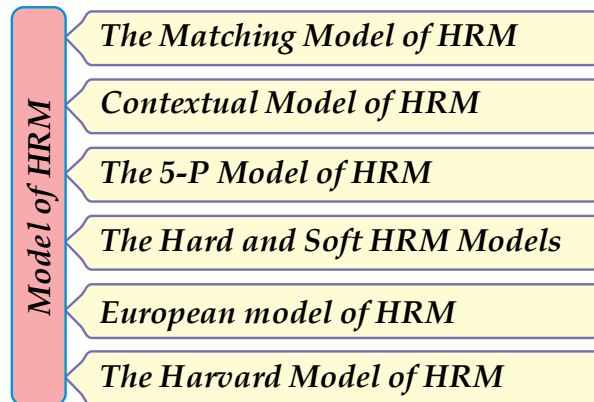 Model of HRM
The Matching Model of HRM
Contextual Model of HRM
The 5-P Model of HRM
The Hard and Soft HRM Models
European model of HRM
The Harvard Model of HRM